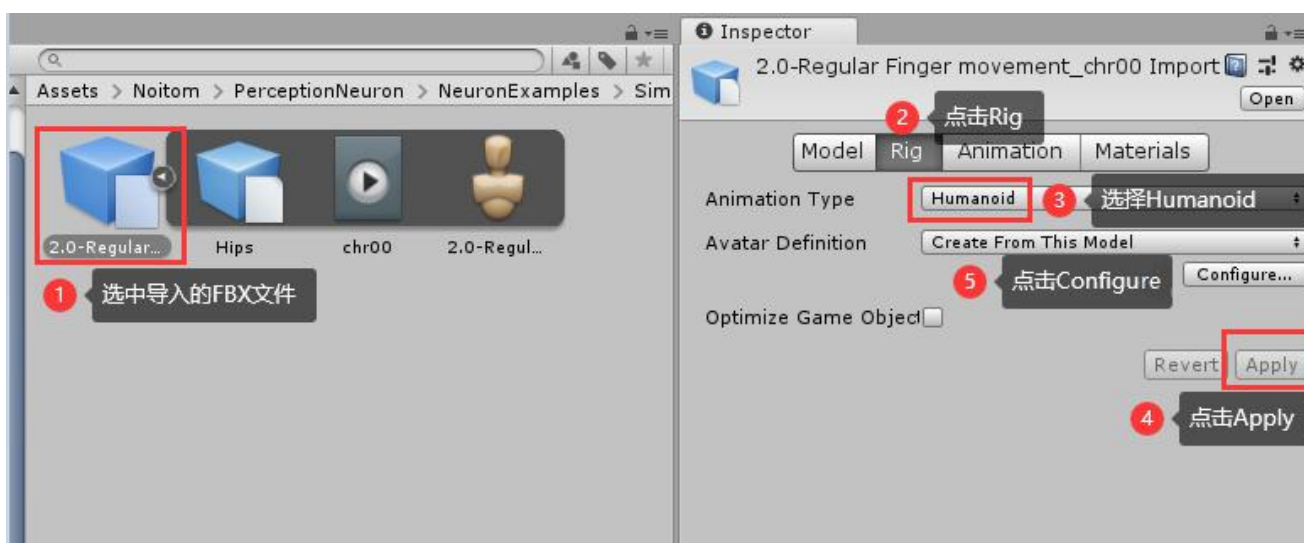 Assets > Noitom > PerceptionNeuron > NeuronExamples > Sim
2.0-Regular...
Hips
chr00
2.0-Regul...
1 选中导入的FBX文件
Inspector
2.0-Regular Finger movement_chr00 Import
Open
2 点击Rig
Model Rig Animation Materials
Animation Type Humanoid
3 选择Humanoid
Avatar Definition Create From This Model
5 点击Configure
Configure...
Optimize Game Object
Revert Apply
4 点击Apply